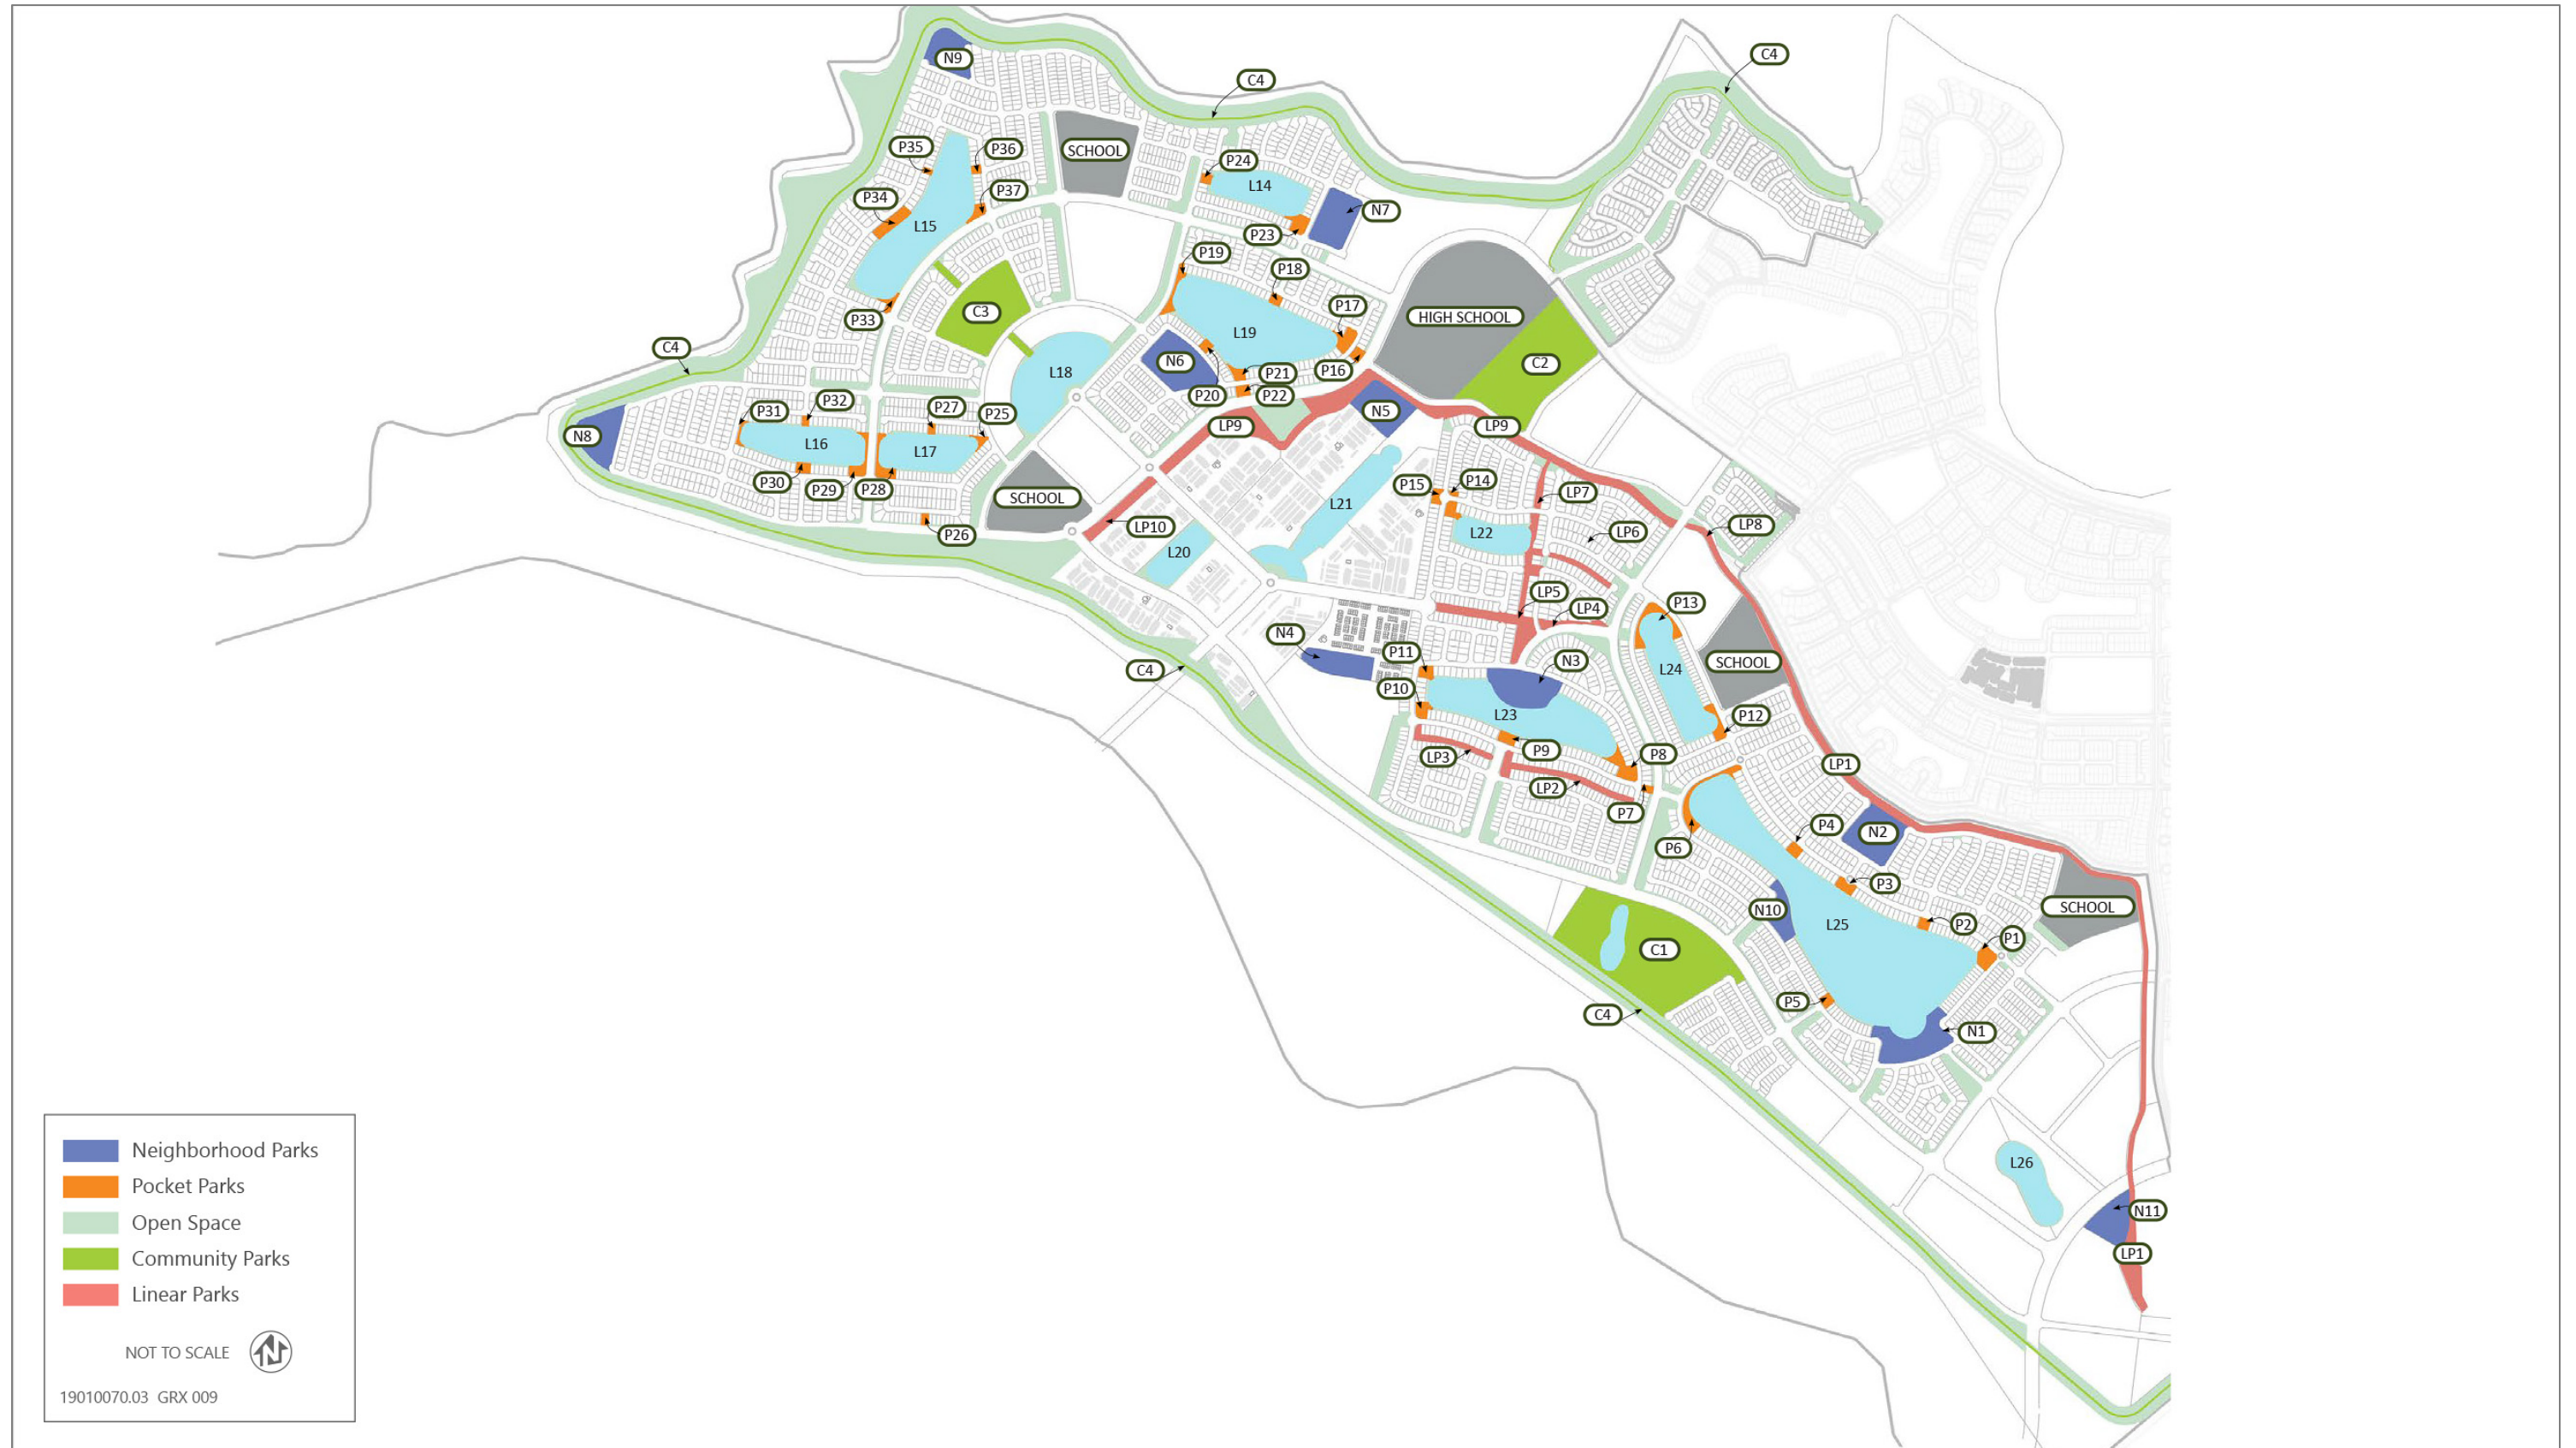 N9
C4
C4
P35
P36
SCHOOL
P24
L14
P37
P34
N7
L15
P23
P19
P18
P17
C3
HIGH SCHOOL
P33
L19
C4
N6
C2
L18
P21
P16
P20
P22
P32
P31
P27
P25
N5
N8
LP9
LP9
L16
L17
P30
P29
P28
SCHOOL
P15
P14
LP7
L21
LP10
P26
L20
L22
LP6
LP8
LP5
LP4
P13
N4
P11
N3
SCHOOL
C4
L24
P10
L23
P12
P9
P8
LP3
LP1
LP2
P7
P4
N2
P6
P3
N10
SCHOOL
L25
P2
P1
C1
P5
C4
N1
L26
N11
LP1
Neighborhood Parks
Pocket Parks
Open Space
Community Parks
Linear Parks
NOT TO SCALE N
19010070.03 GRX 009